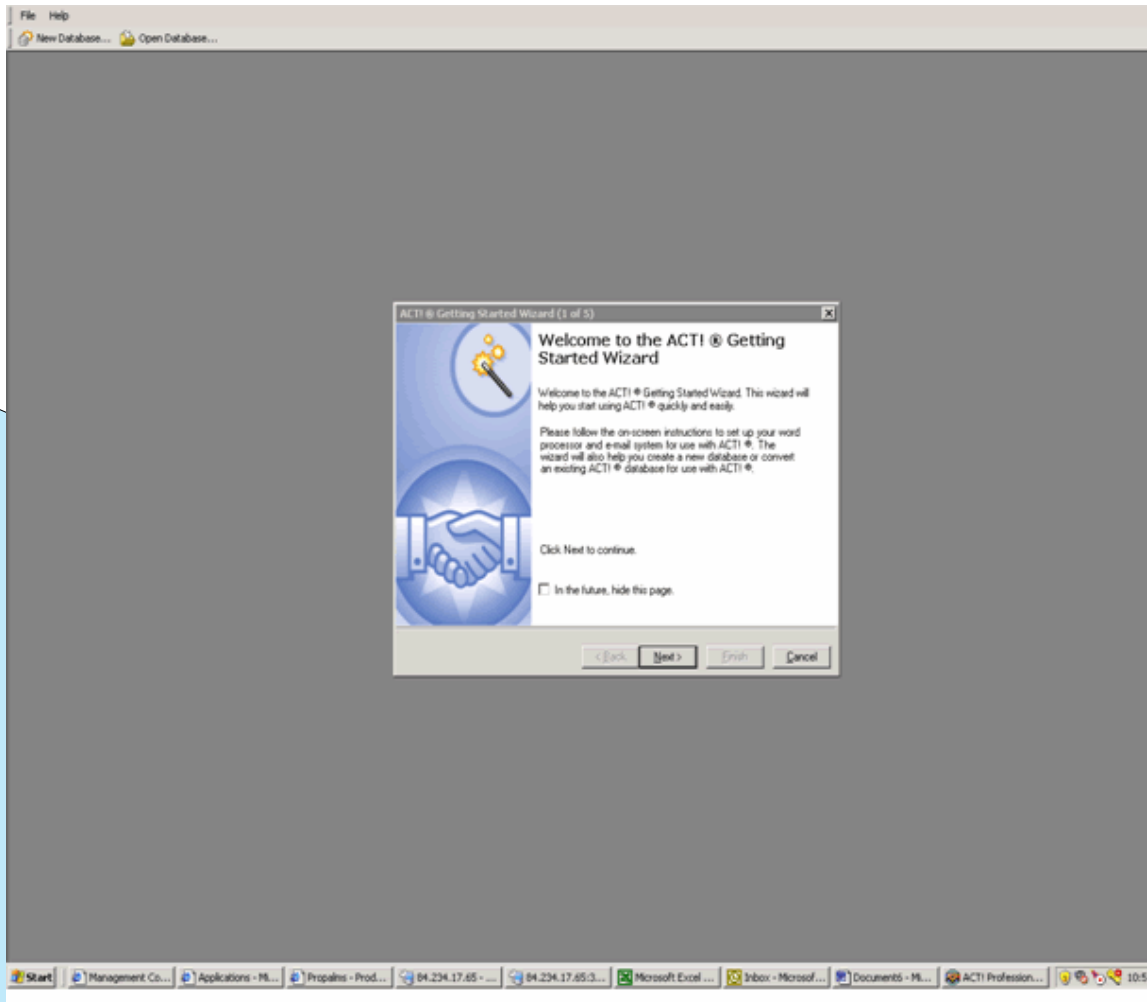 File Help
New Database... Open Database...
ACT! ® Getting Started Wizard (1 of 5)
Welcome to the ACT! ® Getting
Started Wizard
Welcome to the ACT! ® Getting Started Wizard. This wizard will
help you start using ACT! ® quickly and easily.
Please follow the on-screen instructions to set up your word
processor and e-mail system for use with ACT! ®. The
wizard will also help you create a new database or convert
an existing ACT! ® database for use with ACT! ®.
Click Next to continue.
In the future, hide this page.
< Back Next > Finish Cancel
Start Management Co... Applications - Mi... Propalms - Prod... 84.234.17.65 - ... 84.234.17.65:3... Microsoft Excel ... Inbox - Microsof... Document6 - Mi... ACT! Profession... 10:5